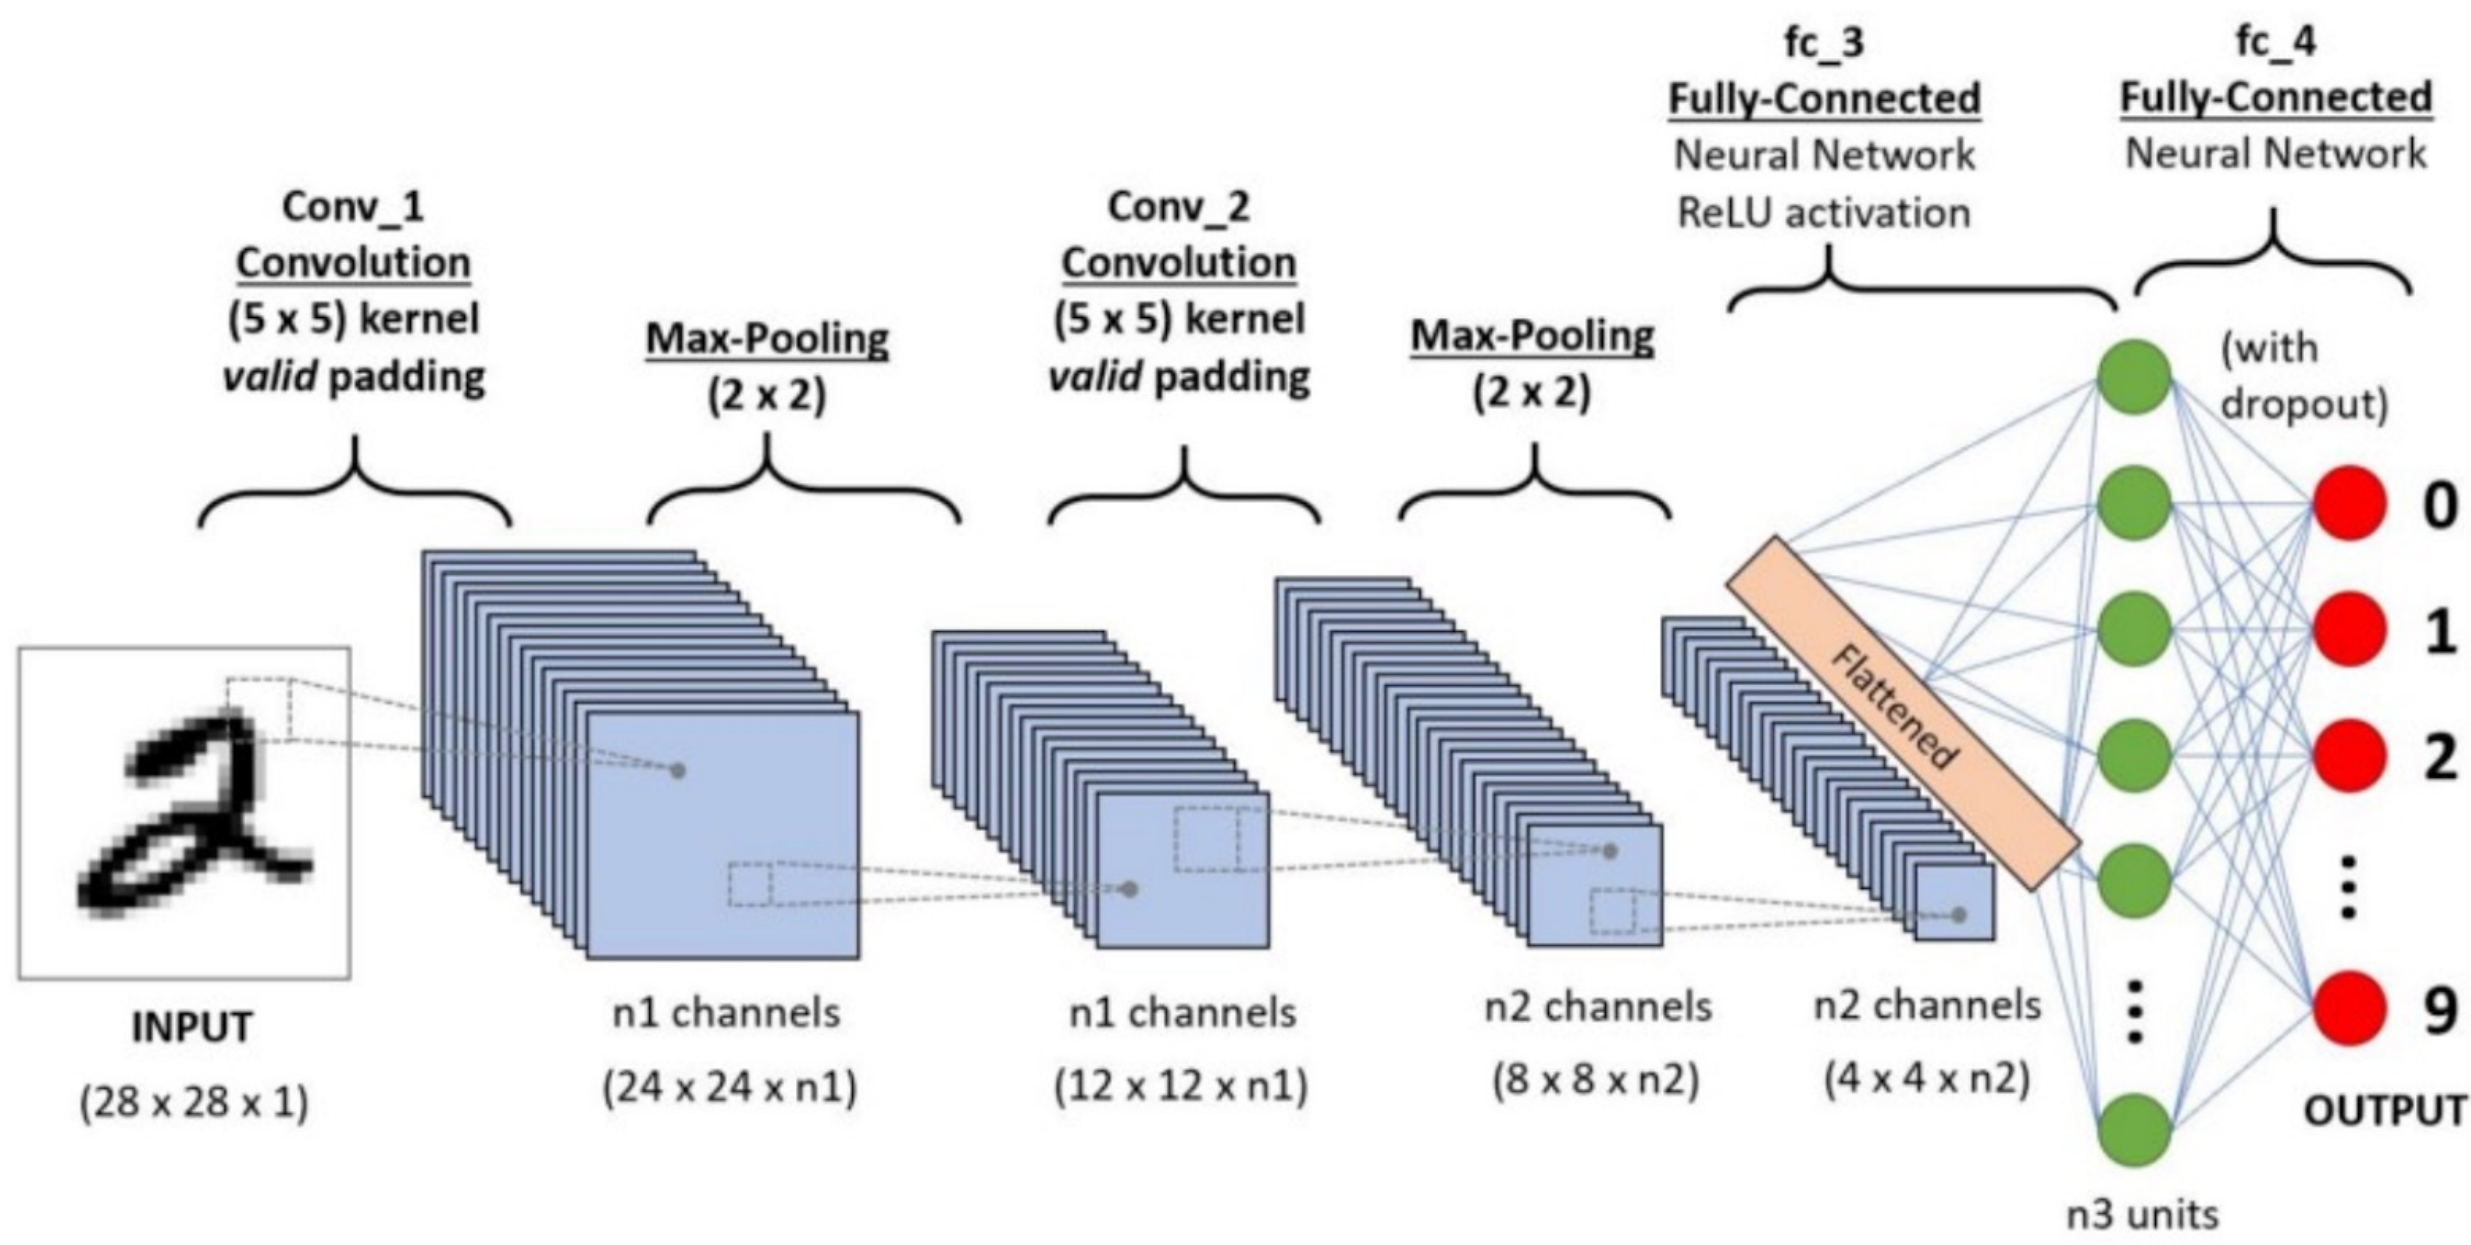 Conv_1
Convolution
(5 x 5) kernel
valid padding
Max-Pooling
(2 x 2)
Conv_2
Convolution
(5 x 5) kernel
valid padding
Max-Pooling
(2 x 2)
fc_3
Fully-Connected
Neural Network
ReLU activation
fc_4
Fully-Connected
Neural Network
(with
dropout)
Flattened
0
1
2
9
INPUT
(28 x 28 x 1)
n1 channels
(24 x 24 x n1)
n1 channels
(12 x 12 x n1)
n2 channels
(8 x 8 x n2)
n2 channels
(4 x 4 x n2)
OUTPUT
n3 units
2